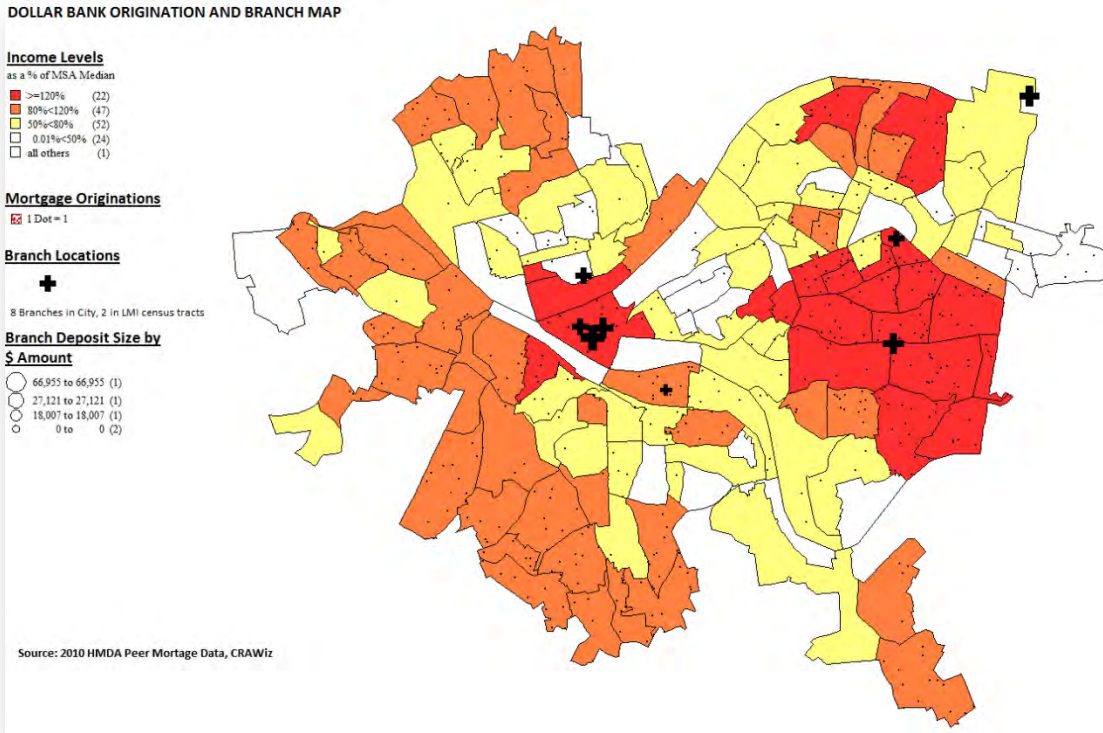 DOLLAR BANK ORIGINATION AND BRANCH MAP
Income Levels
as a % of MSA Median
>=120% (22)
80%<120% (47)
50%<80% (52)
0.01%<50% (24)
all others (1)
Mortgage Originations
1 Dot = 1
Branch Locations
8 Branches in City, 2 in LMI census tracts
Branch Deposit Size by
$ Amount
66,955 to 66,955 (1)
27,121 to 27,121 (1)
18,007 to 18,007 (1)
0 to 0 (2)
Source: 2010 HMDA Peer Mortage Data, CRAWiz